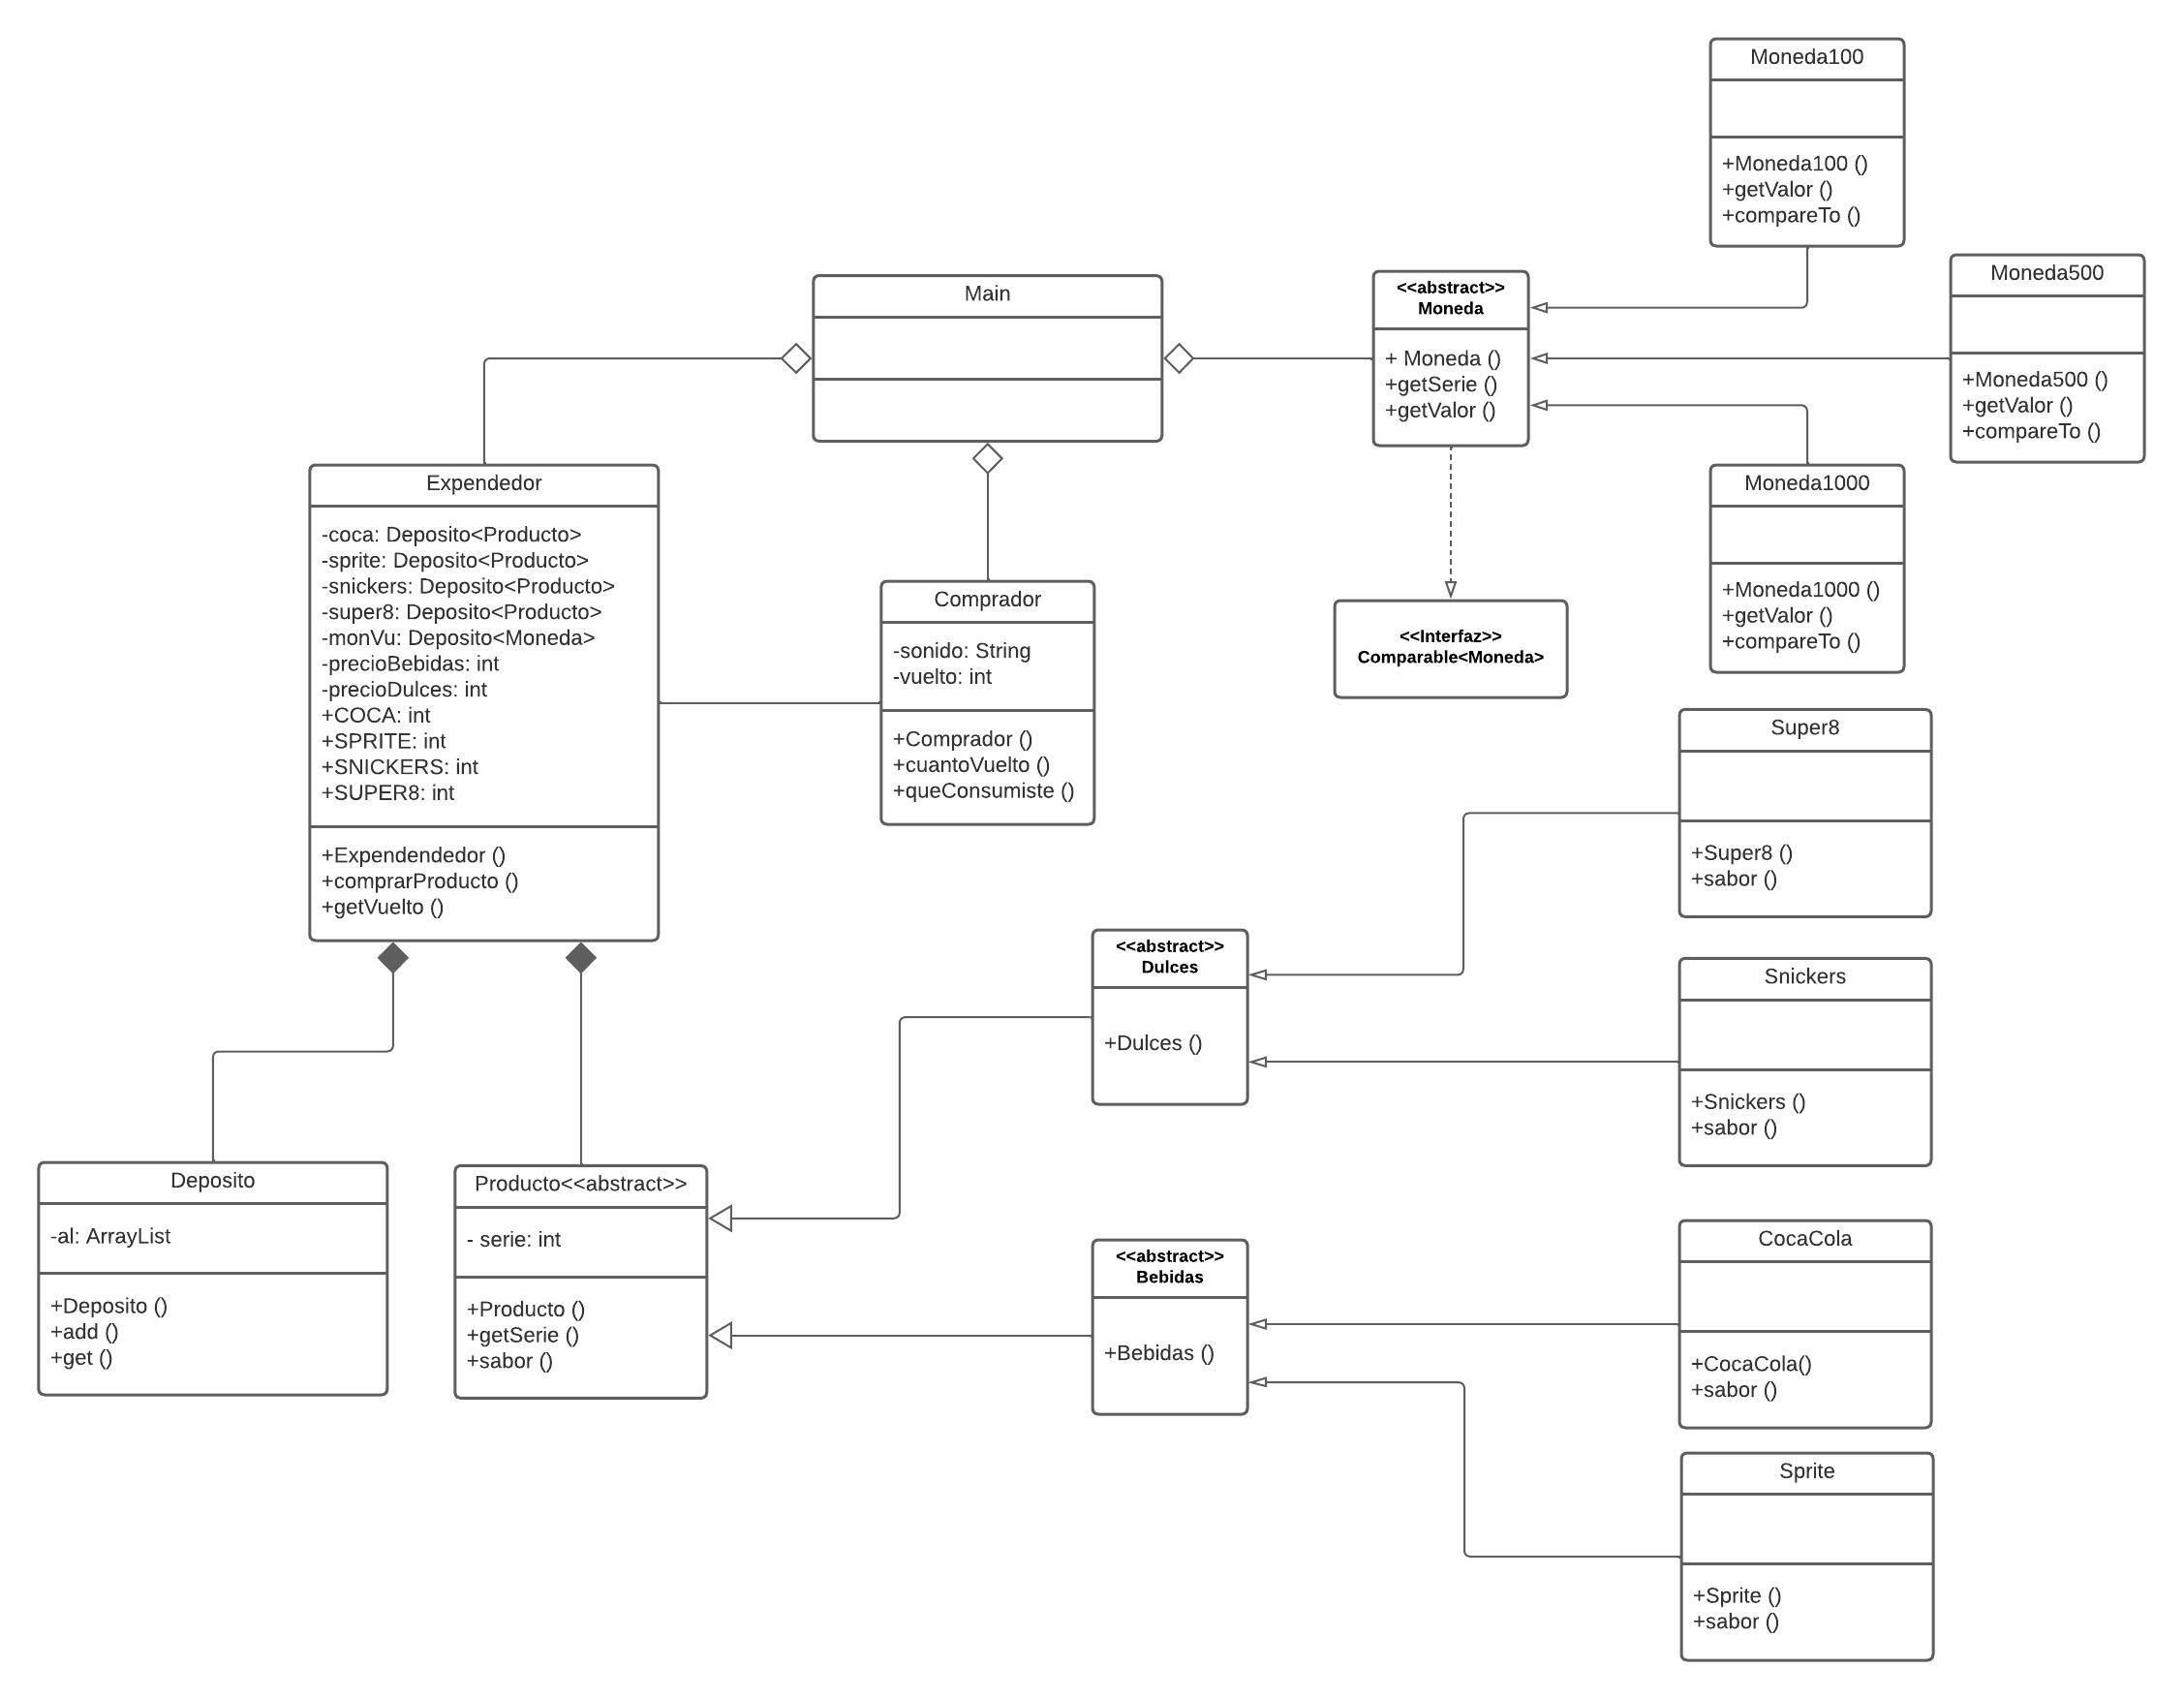 Moneda100
+Moneda100 ()
+getValor ()
+compareTo ()
Moneda500
+Moneda500 ()
+getValor ()
+compareTo ()
Main
<<abstract>>
Moneda
+ Moneda ()
+getSerie ()
+getValor ()
Moneda1000
+Moneda1000 ()
+getValor ()
+compareTo ()
Expendedor
-coca: Deposito<Producto>
-sprite: Deposito<Producto>
-snickers: Deposito<Producto>
-super8: Deposito<Producto>
-monVu: Deposito<Moneda>
-precioBebidas: int
-precioDulces: int
+COCA: int
+SPRITE: int
+SNICKERS: int
+SUPER8: int
+Expendendedor ()
+comprarProducto ()
+getVuelto ()
Comprador
-sonido: String
-vuelto: int
+Comprador ()
+cuantoVuelto ()
+queConsumiste ()
<<Interfaz>>
Comparable<Moneda>
Super8
+Super8 ()
+sabor ()
<<abstract>>
Dulces
+Dulces ()
Snickers
+Snickers ()
+sabor ()
Deposito
-al: ArrayList
+Deposito ()
+add ()
+get ()
Producto<<abstract>>
- serie: int
+Producto ()
+getSerie ()
+sabor ()
<<abstract>>
Bebidas
+Bebidas ()
CocaCola
+CocaCola()
+sabor ()
Sprite
+Sprite ()
+sabor ()